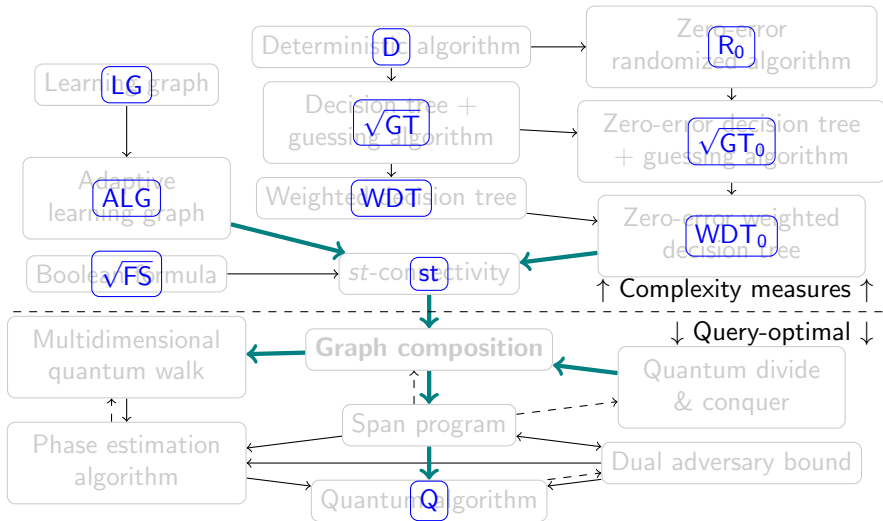 Deterministic algorithm
D
Zero-error
randomized algorithm
R₀
Learning graph
LG
Decision tree +
guessing algorithm
√GT
Zero-error decision tree
+ guessing algorithm
√GT₀
Adaptive
learning graph
ALG
Weighted decision tree
WDT
Zero-error weighted
decision tree
WDT₀
Boolean formula
√FS
st-connectivity
st
↑ Complexity measures ↑
↓ Query-optimal ↓
Multidimensional
quantum walk
Graph composition
Quantum divide
& conquer
Span program
Phase estimation
algorithm
Dual adversary bound
Quantum algorithm
Q